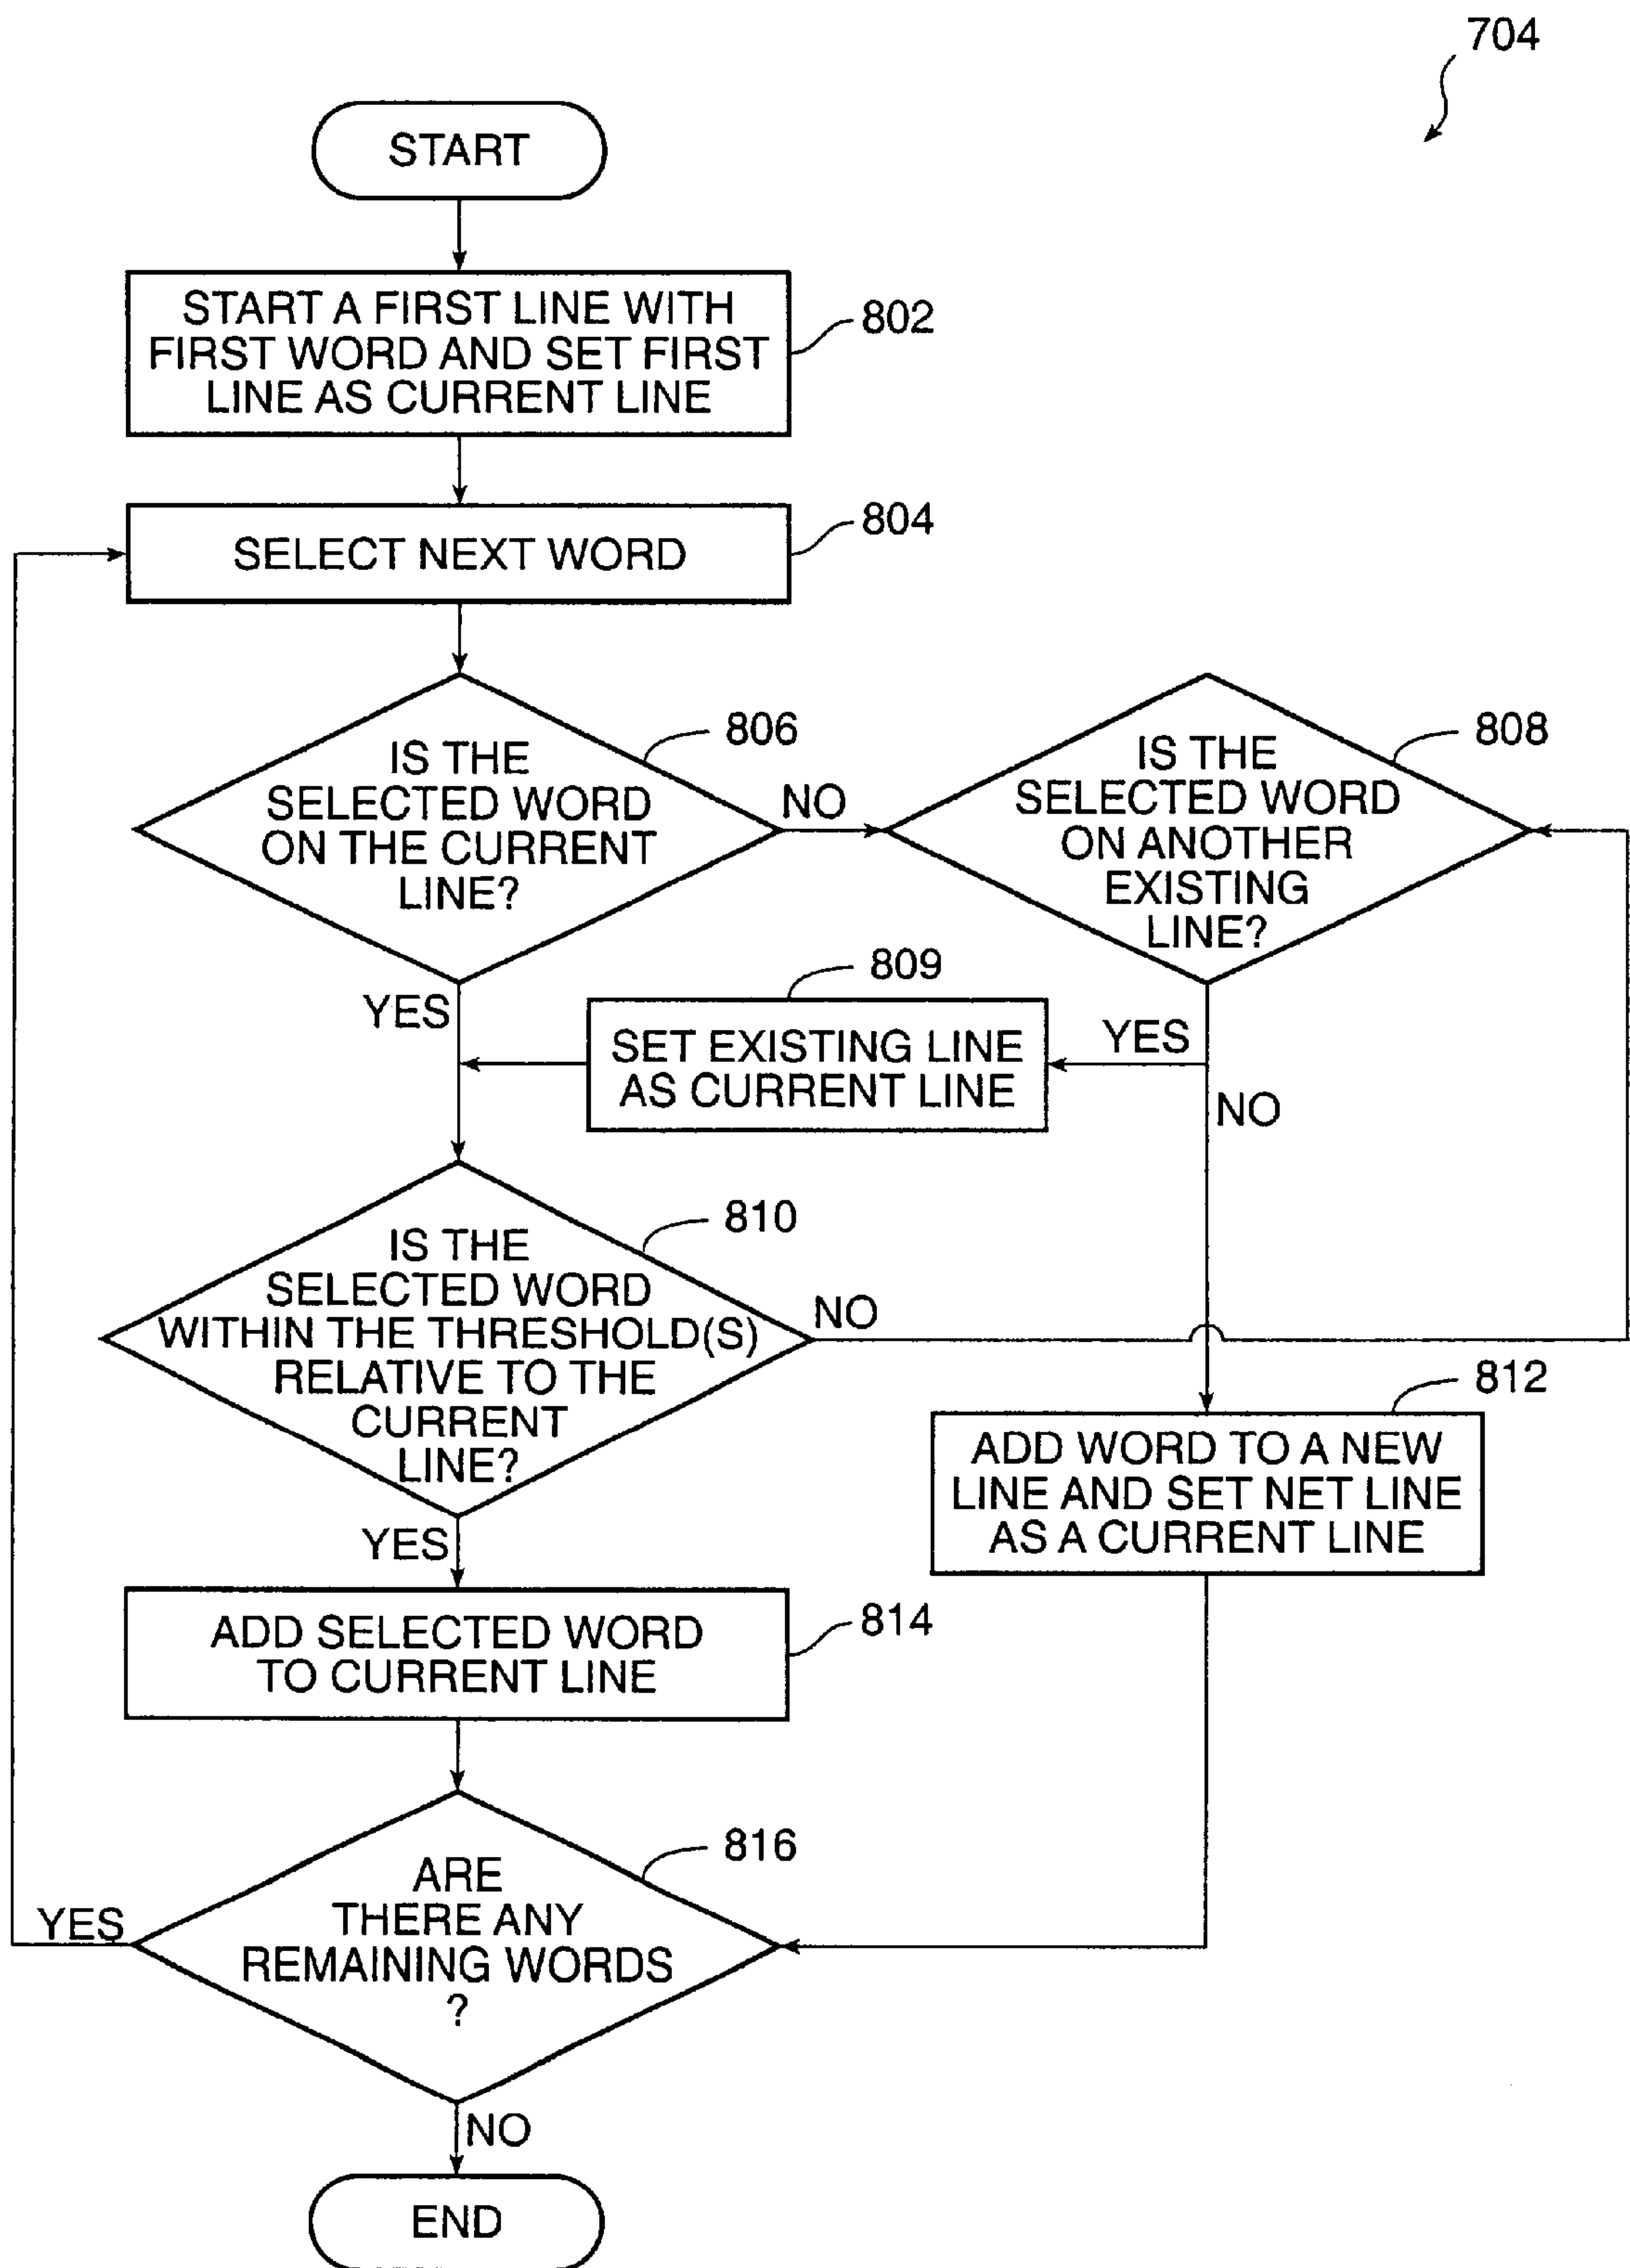 704
START
START A FIRST LINE WITH
FIRST WORD AND SET FIRST
LINE AS CURRENT LINE
802
SELECT NEXT WORD
804
IS THE
SELECTED WORD
ON THE CURRENT
LINE?
806
NO
IS THE
SELECTED WORD
ON ANOTHER
EXISTING
LINE?
808
YES
SET EXISTING LINE
AS CURRENT LINE
809
YES
NO
IS THE
SELECTED WORD
WITHIN THE THRESHOLD(S)
RELATIVE TO THE
CURRENT
LINE?
810
NO
ADD WORD TO A NEW
LINE AND SET NET LINE
AS A CURRENT LINE
812
YES
ADD SELECTED WORD
TO CURRENT LINE
814
ARE
THERE ANY
REMAINING WORDS
?
816
YES
NO
END